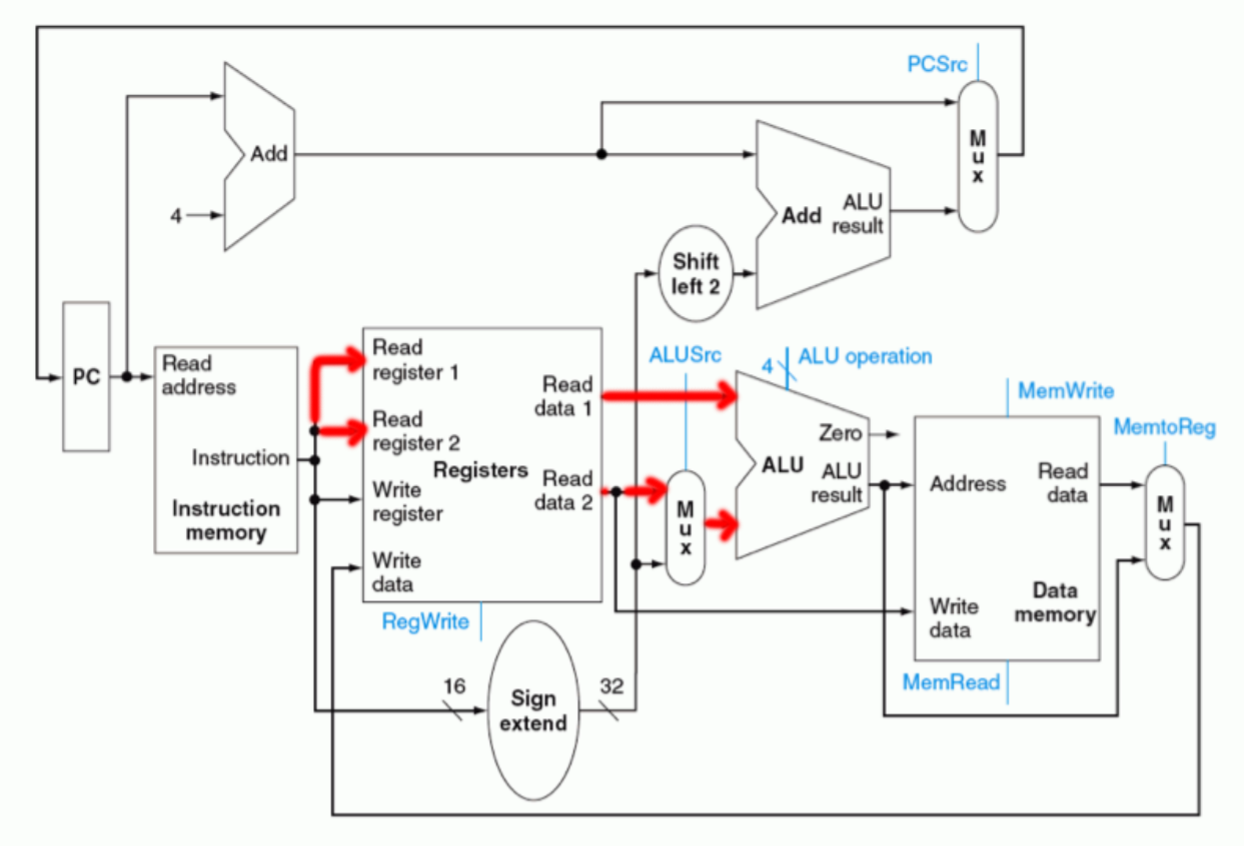 PCSrc
M
u
x
Add
4
Add
ALU
result
Shift
left 2
PC
Read
address
Instruction
Instruction
memory
Read
register 1
Read
register 2
Registers
Write
register
Write
data
Read
data 1
Read
data 2
RegWrite
ALUSrc
M
u
x
4
ALU operation
Zero
ALU
ALU
result
MemWrite
Address
Read
data
Write
data
Data
memory
MemRead
MemtoReg
M
u
x
16
Sign
extend
32